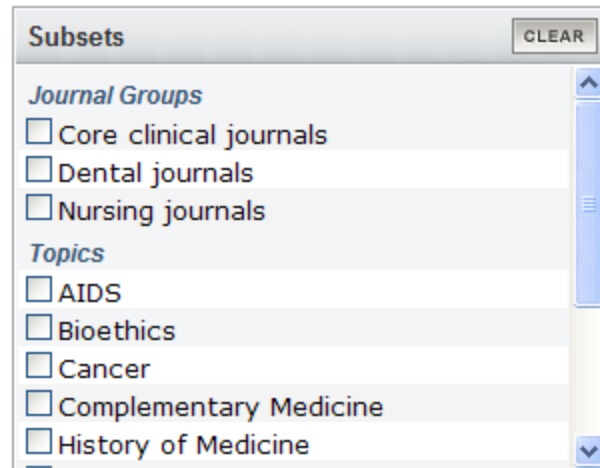 Subsets CLEAR
Journal Groups
Core clinical journals
Dental journals
Nursing journals
Topics
AIDS
Bioethics
Cancer
Complementary Medicine
History of Medicine